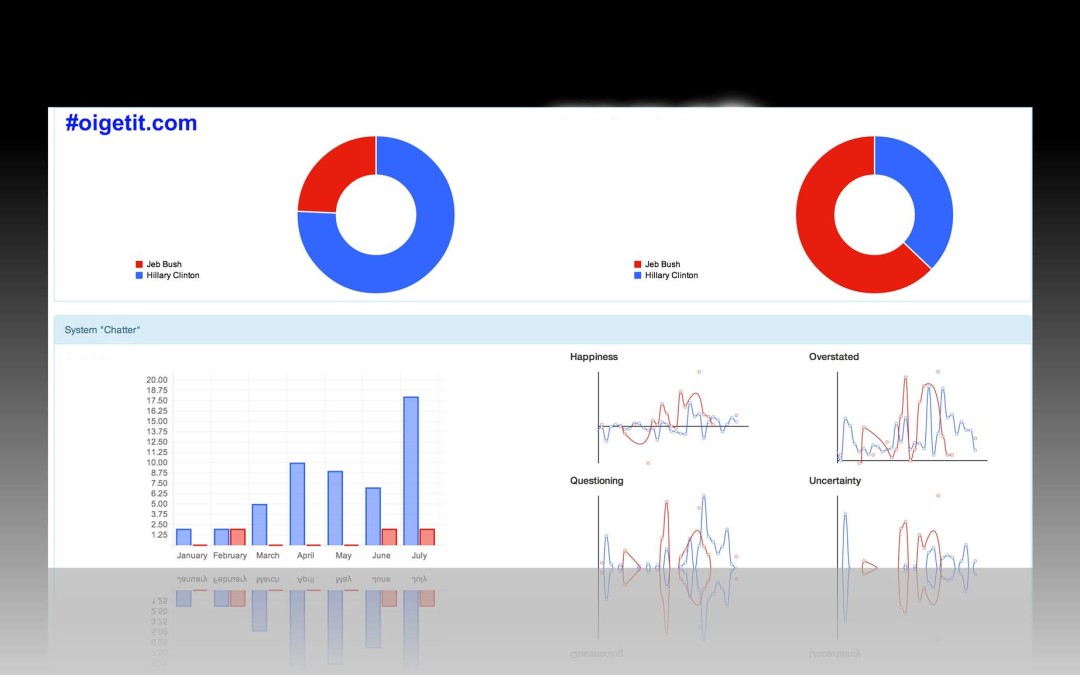 #oigetit.com
Jeb Bush
Hillary Clinton
Jeb Bush
Hillary Clinton
System "Chatter"
Happiness
Overstated
20.00
18.75
17.50
16.25
15.00
13.75
12.50
11.25
10.00
8.75
7.50
6.25
5.00
3.75
2.50
1.25
Questioning
Uncertainty
January February March April May June July